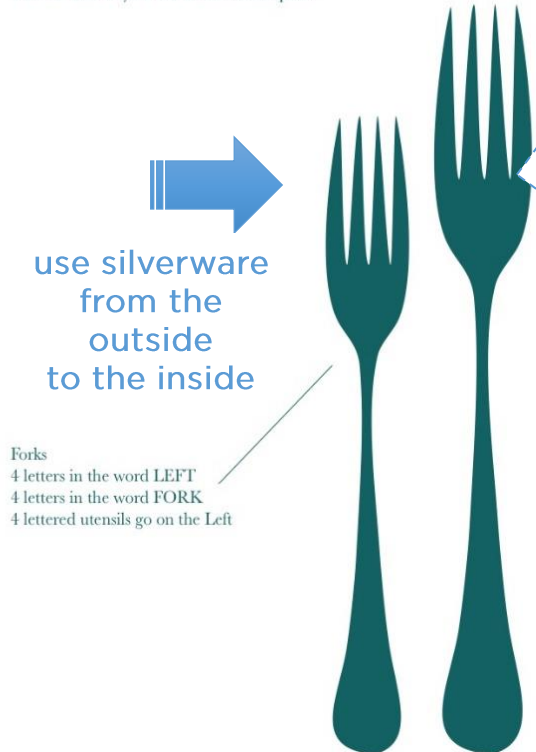 use silverware
from the
outside
to the inside
Forks
4 letters in the word LEFT
4 letters in the word FORK
4 lettered utensils go on the Left